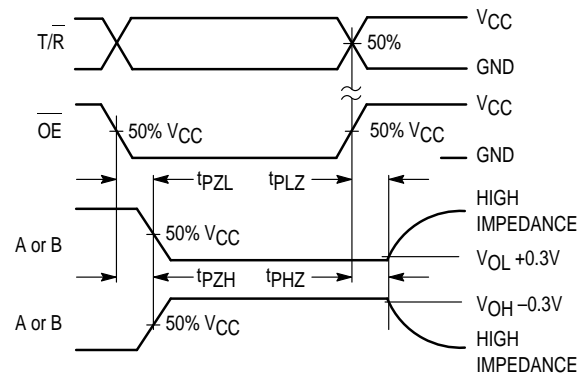 T/R̅ 50% VCC
GND
O̅E̅ 50% VCC 50% VCC VCC
GND
tPZL tPLZ
A or B 50% VCC HIGH
IMPEDANCE
VOL +0.3V
tPZH tPHZ
A or B 50% VCC VOH –0.3V
HIGH
IMPEDANCE